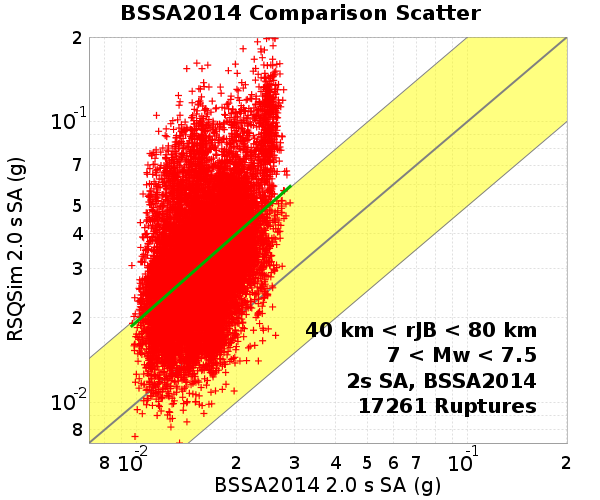 BSSA2014 Comparison Scatter
RSQSim 2.0 s SA (g)
2
10-1
7
5
4
3
2
10-2
8
40 km < rJB < 80 km
7 < Mw < 7.5
2s SA, BSSA2014
17261 Ruptures
8 10-2 2 3 4 5 6 7 10-1 2
BSSA2014 2.0 s SA (g)